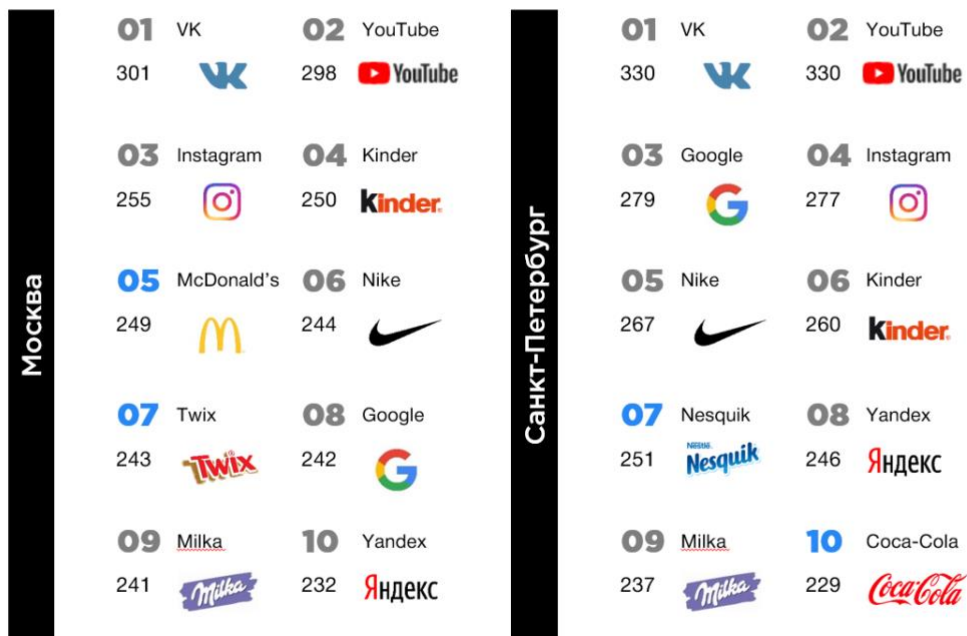 Москва
01 VK
301
02 YouTube
298 YouTube
03 Instagram
255
04 Kinder
250 kinder
05 McDonald's
249
06 Nike
244
07 Twix
243 Twix
08 Google
242 G
09 Milka
241 Milka
10 Yandex
232 Яндекс
Санкт-Петербург
01 VK
330
02 YouTube
330 YouTube
03 Google
279 G
04 Instagram
277
05 Nike
267
06 Kinder
260 kinder
07 Nesquik
Nestlé
251 Nesquik
08 Yandex
246 Яндекс
09 Milka
237 Milka
10 Coca-Cola
229 Coca-Cola